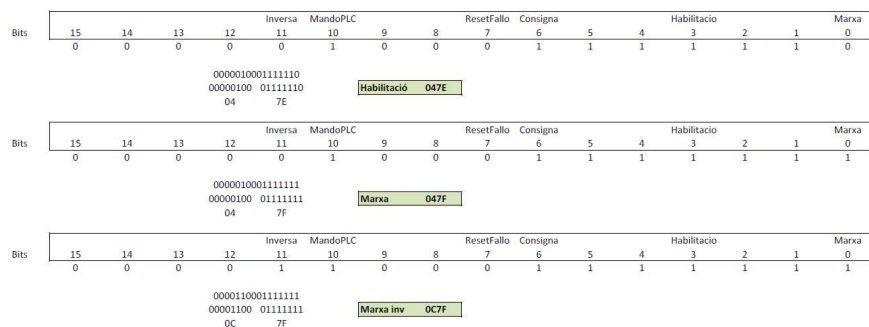 Inversa MandoPLC ResetFallo Consigna Habilitacio Marxa
Bits 15 14 13 12 11 10 9 8 7 6 5 4 3 2 1 0
0 0 0 0 0 1 0 0 0 1 1 1 1 1 1 0
0000010001111110
00000100 01111110 Habilitació 047E
04 7E
Inversa MandoPLC ResetFallo Consigna Habilitacio Marxa
Bits 15 14 13 12 11 10 9 8 7 6 5 4 3 2 1 0
0 0 0 0 0 1 0 0 0 1 1 1 1 1 1 1
0000010001111111
00000100 01111111 Marxa 047F
04 7F
Inversa MandoPLC ResetFallo Consigna Habilitacio Marxa
Bits 15 14 13 12 11 10 9 8 7 6 5 4 3 2 1 0
0 0 0 0 1 1 0 0 0 1 1 1 1 1 1 1
0000110001111111
00001100 01111111 Marxa inv 0C7F
0C 7F